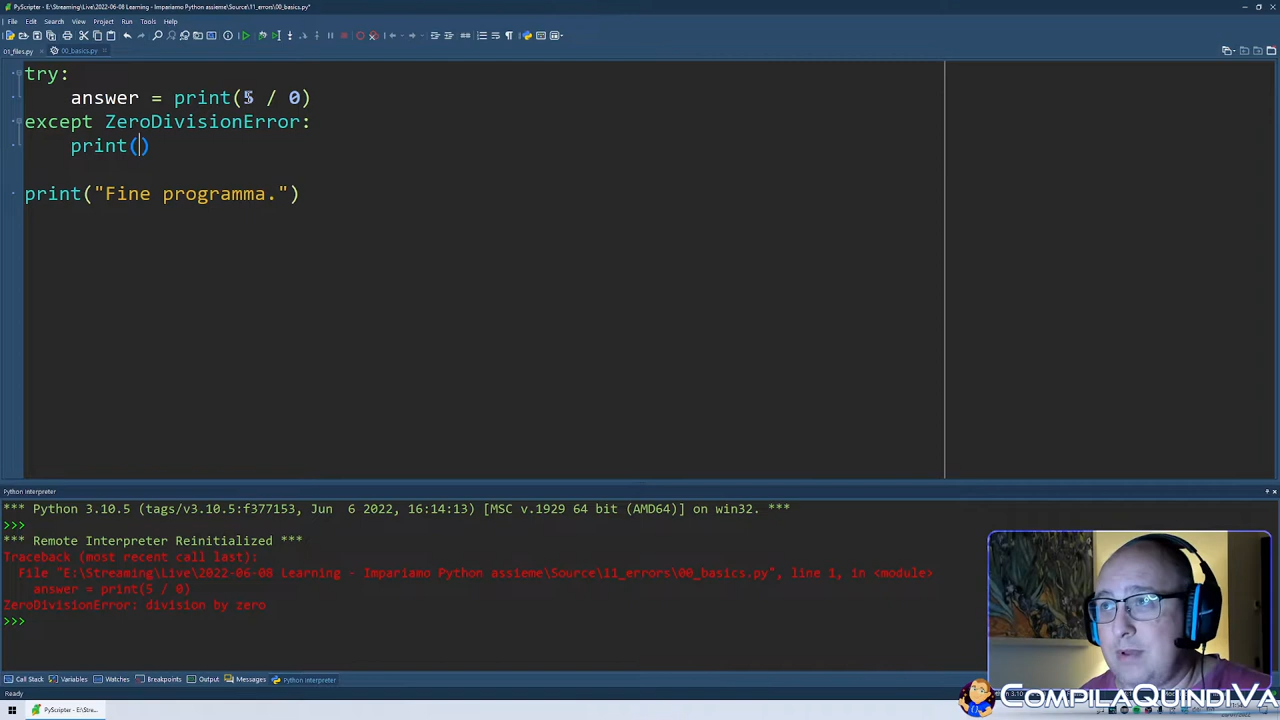 PyScripter - E:\Streaming\Live\2022-06-08 Learning - Impariamo Python assieme\Source\11_errors\00_basics.py*
File Edit Search View Project Run Tools Help
01_files.py 00_basics.py
try:
answer = print(5 / 0)
except ZeroDivisionError:
print()
print("Fine programma.")
Python Interpreter
*** Python 3.10.5 (tags/v3.10.5:f377153, Jun 6 2022, 16:14:13) [MSC v.1929 64 bit (AMD64)] on win32. ***
>>>
*** Remote Interpreter Reinitialized ***
Traceback (most recent call last):
File "E:\Streaming\Live\2022-06-08 Learning - Impariamo Python assieme\Source\11_errors\00_basics.py", line 1, in <module>
answer = print(5 / 0)
ZeroDivisionError: division by zero
>>>
Call Stack Variables Watches Breakpoints Output Messages Python Interpreter
Ready
PyScripter - E:\Stre...
CompilaQuindiVa